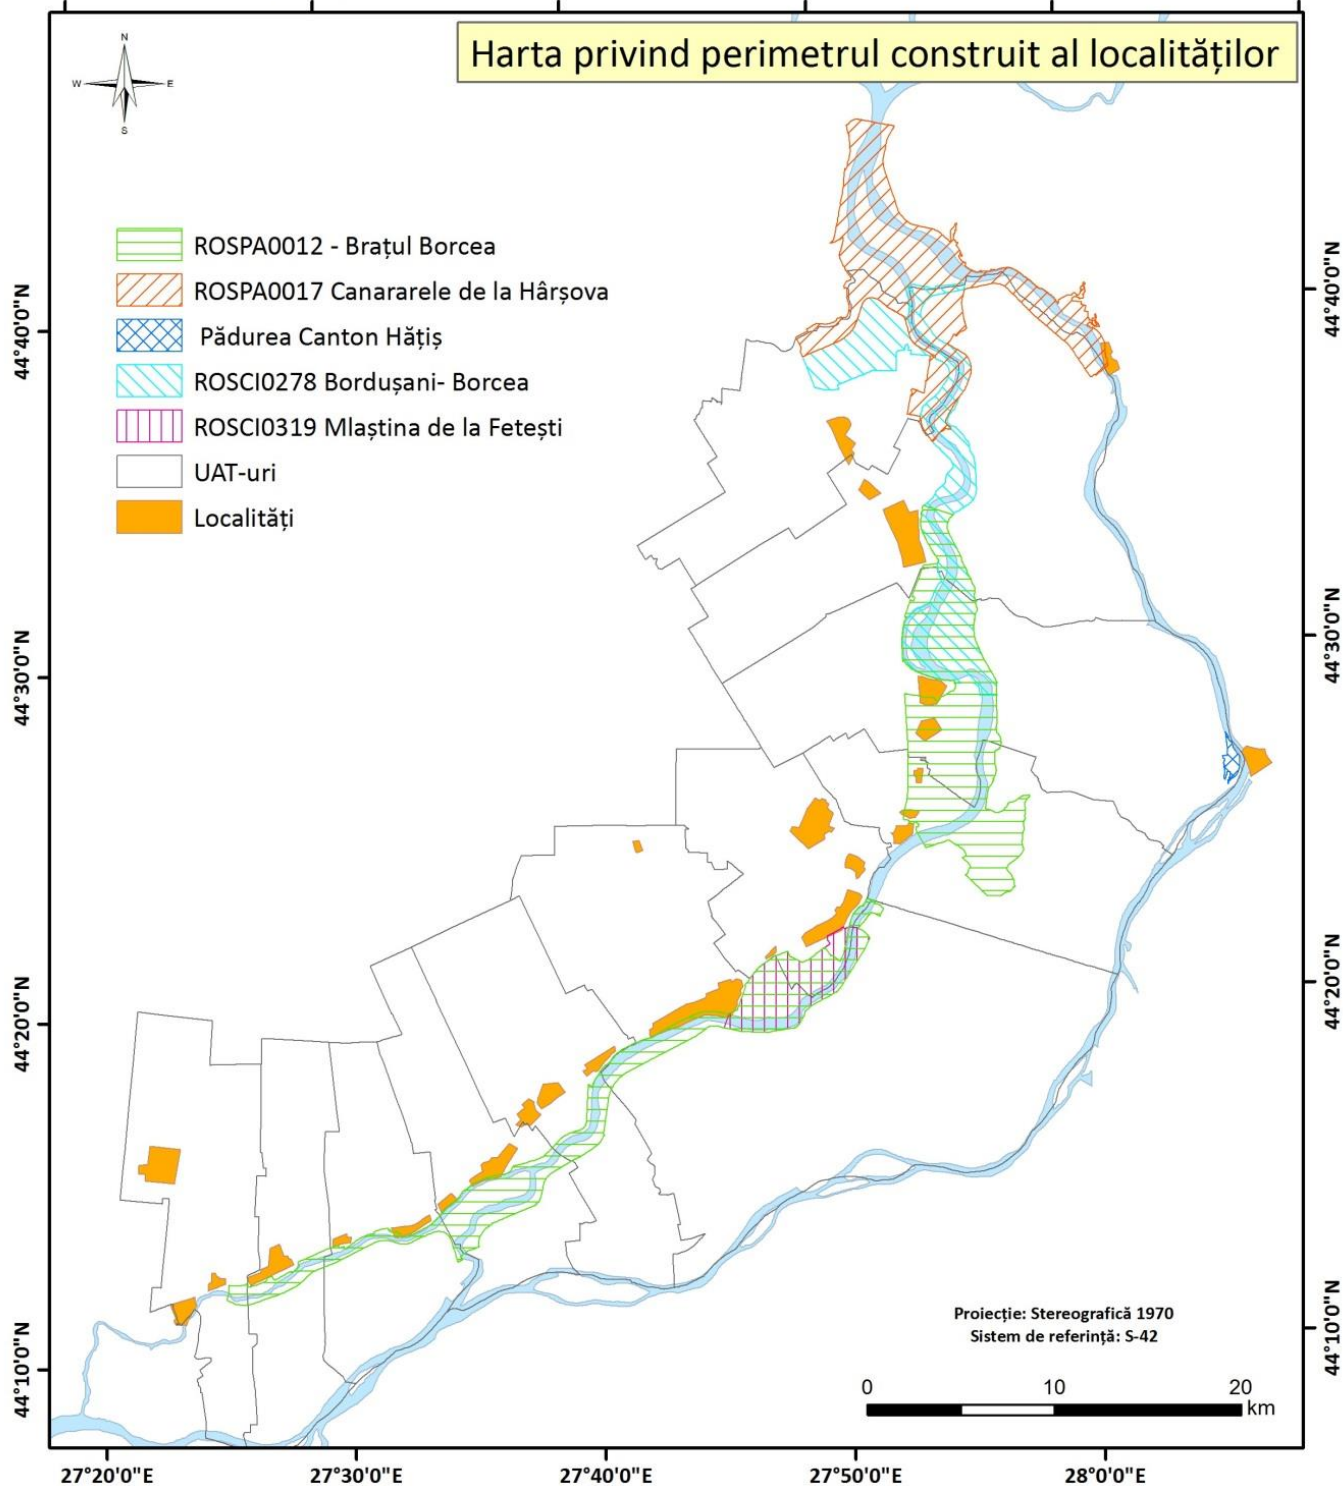 Harta privind perimetrul construit al localităților
N
W
E
S
ROSPA0012 - Brațul Borcea
ROSPA0017 Canararele de la Hârșova
Pădurea Canton Hățiș
ROSCI0278 Bordușani- Borcea
ROSCI0319 Mlaștina de la Fetești
UAT-uri
Localități
44°40'0"N
44°40'0"N
44°30'0"N
44°30'0"N
44°20'0"N
44°20'0"N
44°10'0"N
44°10'0"N
Proiecție: Stereografică 1970
Sistem de referință: S-42
0 10 20
km
27°20'0"E 27°30'0"E 27°40'0"E 27°50'0"E 28°0'0"E